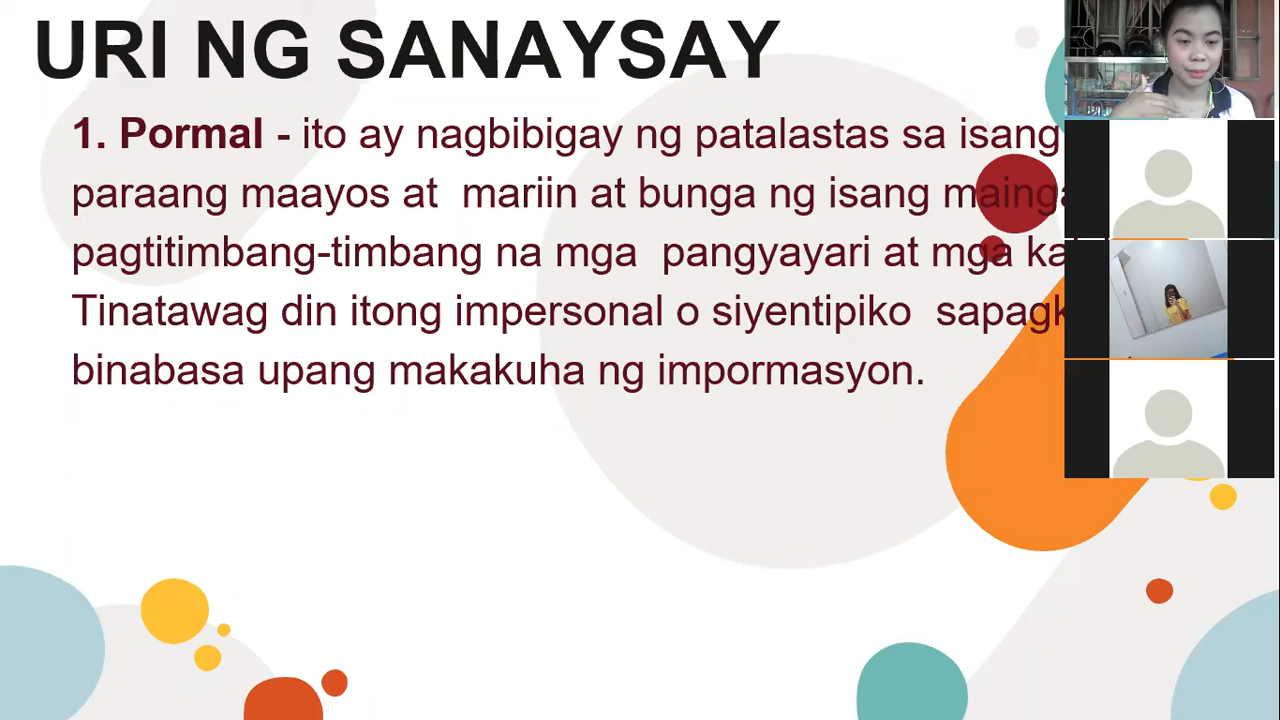 URI NG SANAYSAY
1. Pormal - ito ay nagbibigay ng patalastas sa isang
paraang maayos at mariin at bunga ng isang
pagtitimbang-timbang na mga pangyayari at mga
Tinatawag din itong impersonal o siyentipiko
binabasa upang makakuha ng impormasyon.